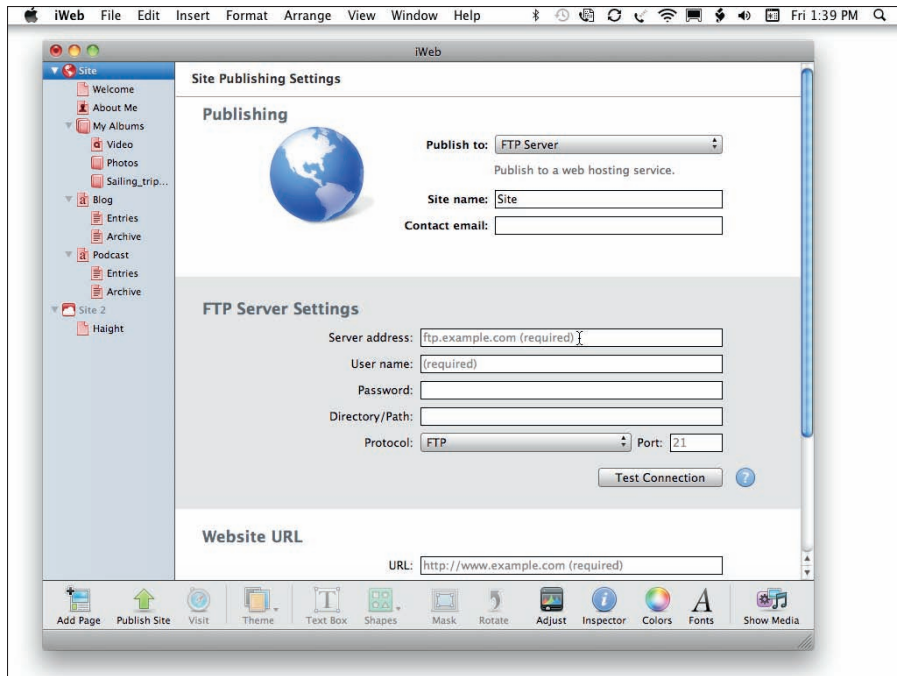 iWeb File Edit Insert Format Arrange View Window Help Fri 1:39 PM
iWeb
Site
Welcome
About Me
My Albums
Video
Photos
Sailing_trip...
Blog
Entries
Archive
Podcast
Entries
Archive
Site 2
Haight
Site Publishing Settings
Publishing
Publish to: FTP Server
Publish to a web hosting service.
Site name: Site
Contact email:
FTP Server Settings
Server address: ftp.example.com (required)
User name: (required)
Password:
Directory/Path:
Protocol: FTP Port: 21
Test Connection ?
Website URL
URL: http://www.example.com (required)
Add Page Publish Site Visit Theme Text Box Shapes Mask Rotate Adjust Inspector Colors Fonts Show Media